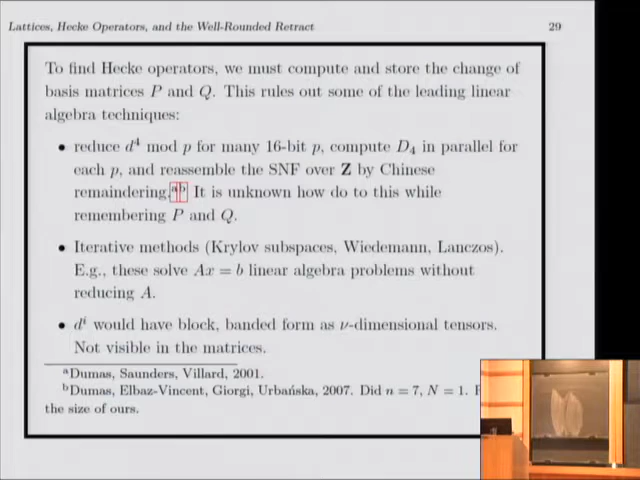 Lattices, Hecke Operators, and the Well-Rounded Retract 29
To find Hecke operators, we must compute and store the change of
basis matrices P and Q. This rules out some of the leading linear
algebra techniques:
• reduce d⁴ mod p for many 16-bit p, compute D₄ in parallel for
each p, and reassemble the SNF over Z by Chinese
remaindering.ᵃᵇ It is unknown how do to this while
remembering P and Q.
• Iterative methods (Krylov subspaces, Wiedemann, Lanczos).
E.g., these solve Ax = b linear algebra problems without
reducing A.
• dⁱ would have block, banded form as ν-dimensional tensors.
Not visible in the matrices.
ᵃDumas, Saunders, Villard, 2001.
ᵇDumas, Elbaz-Vincent, Giorgi, Urbańska, 2007. Did n = 7, N = 1.
the size of ours.